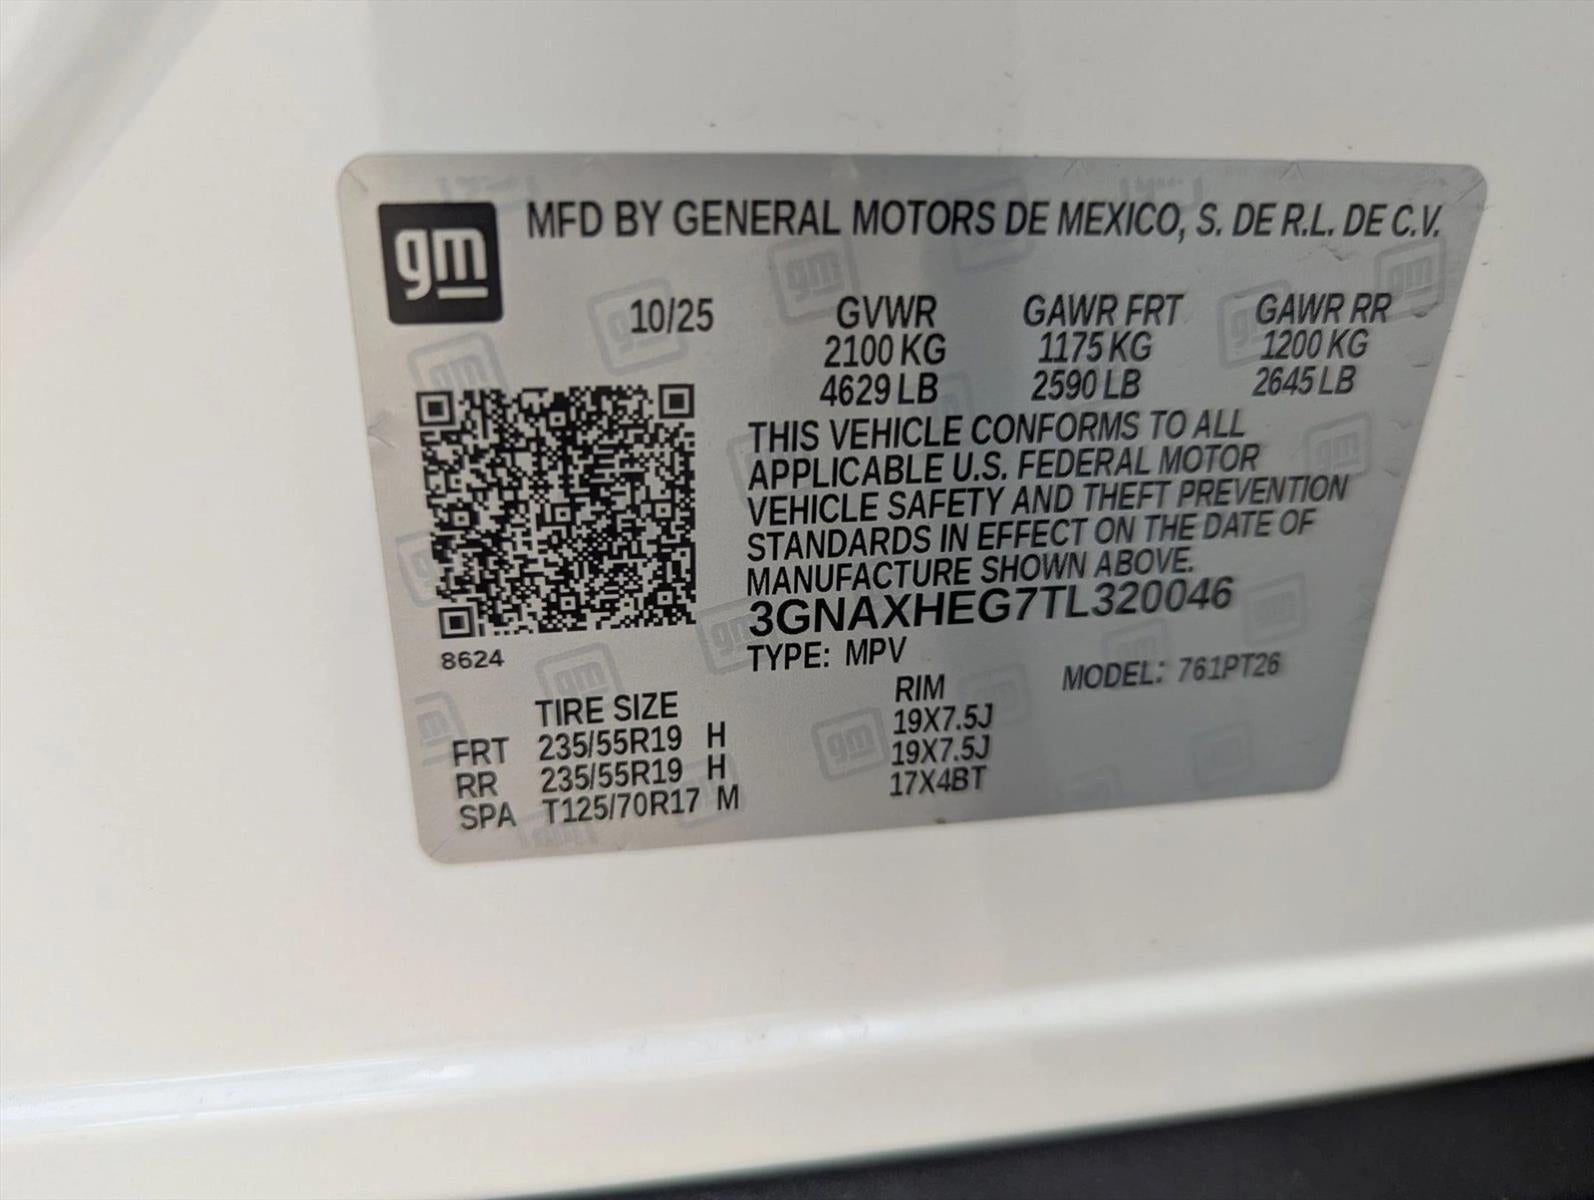 gm MFD BY GENERAL MOTORS DE MEXICO, S. DE R.L. DE C.V.
10/25 GVWR GAWR FRT GAWR RR
2100 KG 1175 KG 1200 KG
4629 LB 2590 LB 2645 LB
THIS VEHICLE CONFORMS TO ALL
APPLICABLE U.S. FEDERAL MOTOR
VEHICLE SAFETY AND THEFT PREVENTION
STANDARDS IN EFFECT ON THE DATE OF
MANUFACTURE SHOWN ABOVE.
3GNAXHEG7TL320046
8624
TYPE: MPV MODEL: 761PT26
TIRE SIZE RIM
FRT 235/55R19 H 19X7.5J
RR 235/55R19 H 19X7.5J
SPA T125/70R17 M 17X4BT